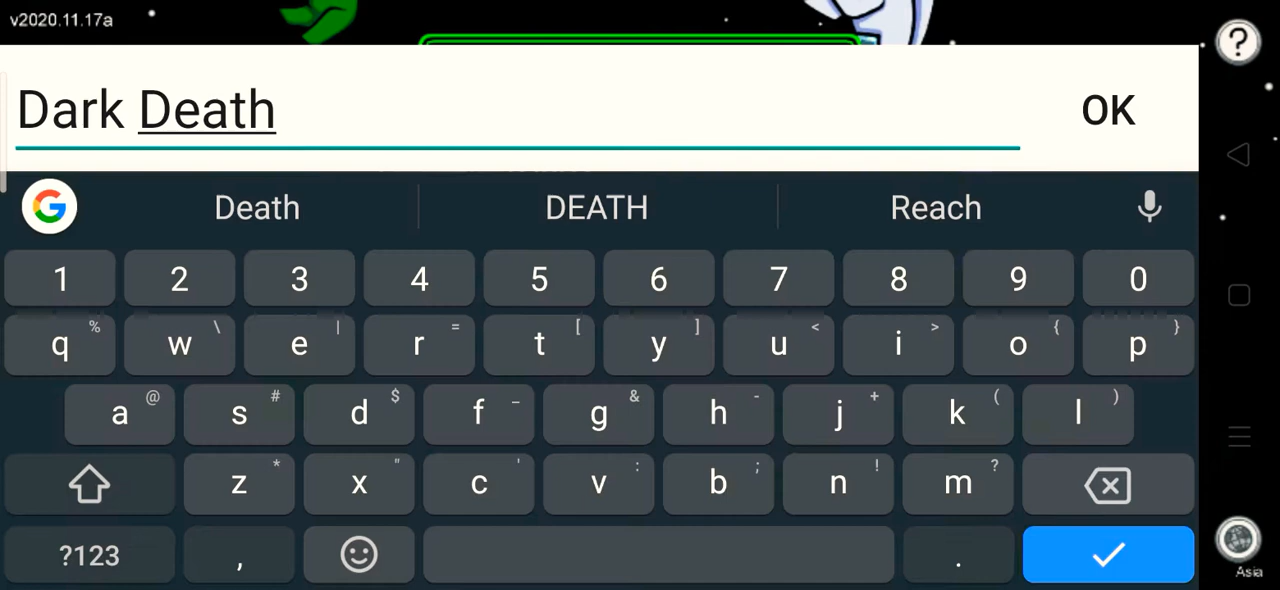 v2020.11.17a
?
Dark Death
OK
G
Death DEATH Reach
1 2 3 4 5 6 7 8 9 0
q % w \ e | r = t [ y ] u < i > o { p }
a @ s # d $ f _ g & h - j + k ( l )
z * x " c ' v : b ; n ! m ?
?123 , .
Asia